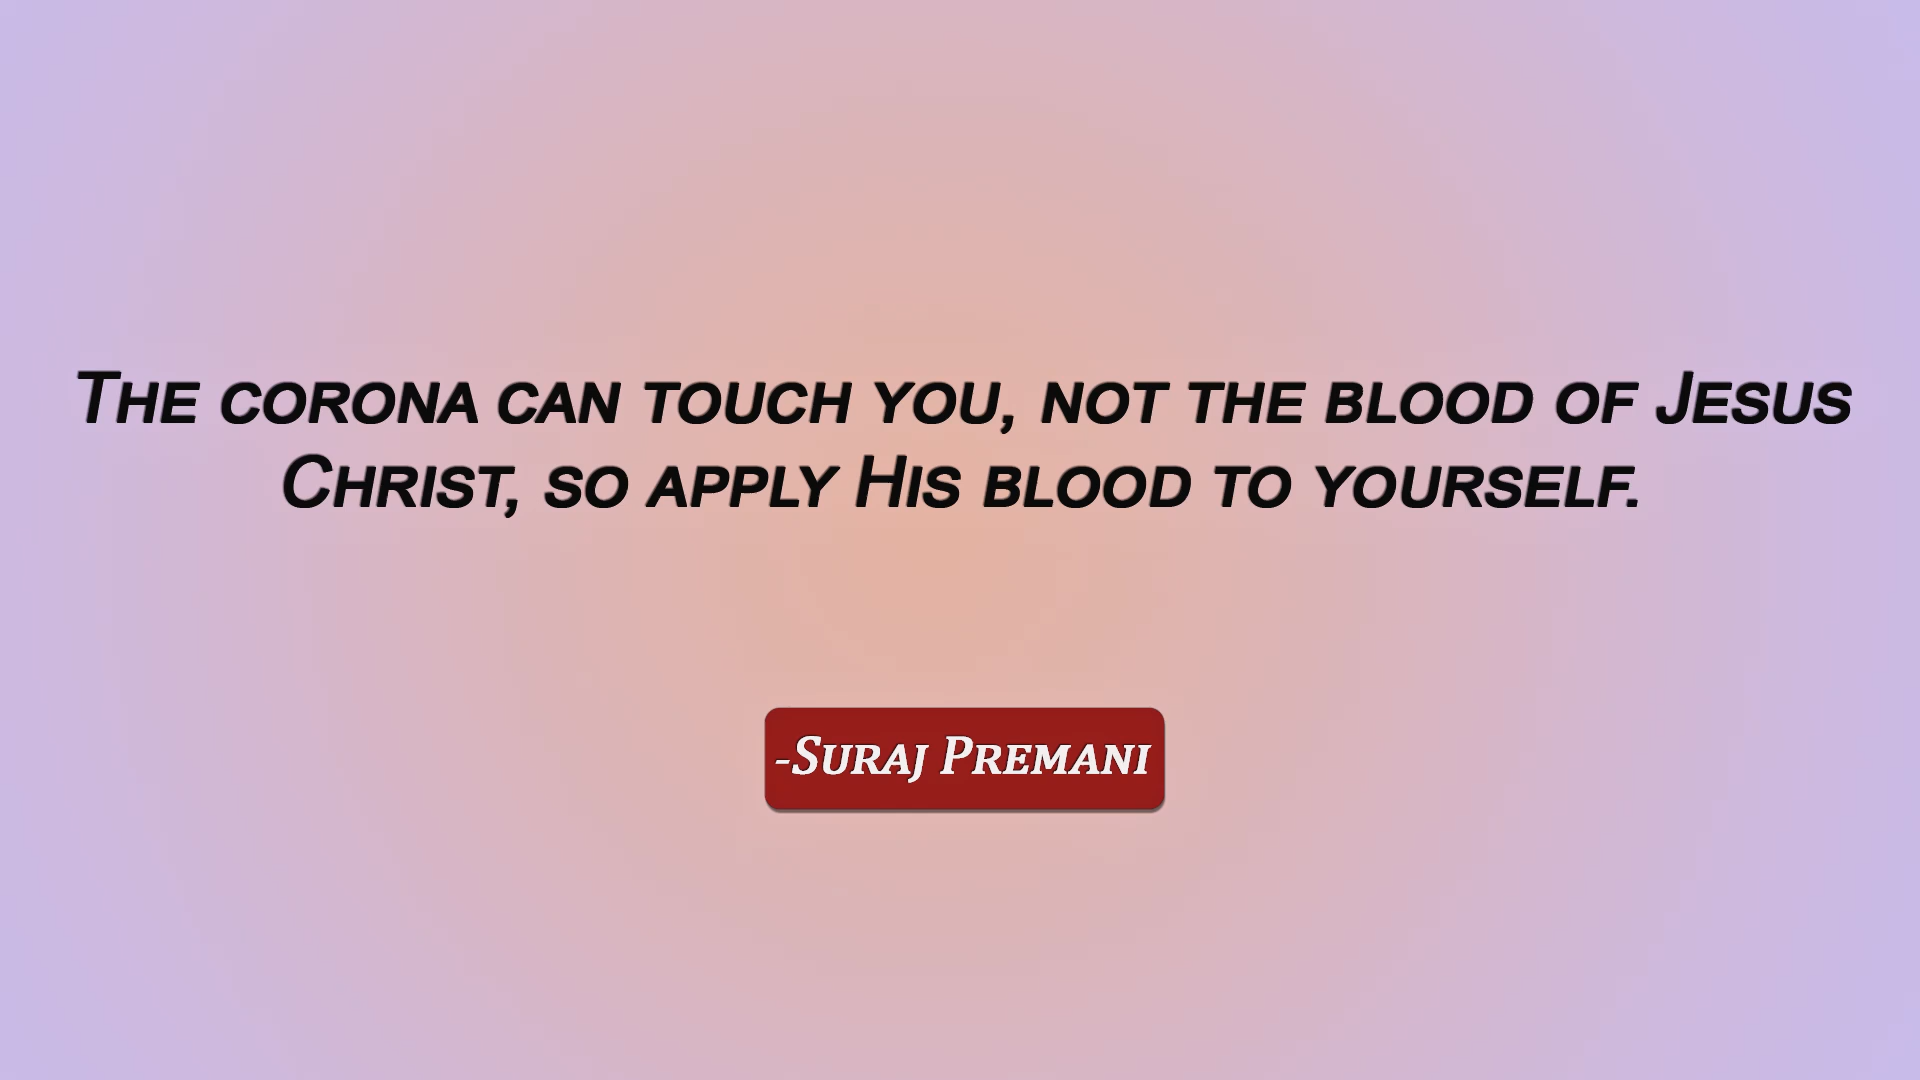 The corona can touch you, not the blood of Jesus
Christ, so apply His blood to yourself.
-Suraj Premani